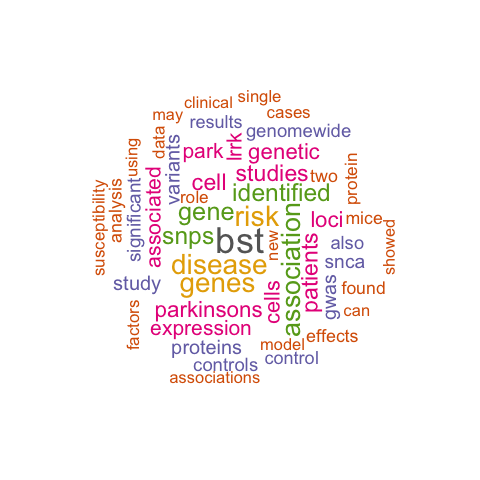 single
clinical
may
cases
results
genomewide
data
using
variants
park
lrrk
genetic
studies
two
protein
cell
identified
role
susceptibility
analysis
significant
associated
gene
risk
loci
mice
snps
bst
new
association
patients
also
showed
disease
snca
study
genes
cells
gwas
found
factors
parkinsons
can
expression
effects
model
proteins
control
controls
associations